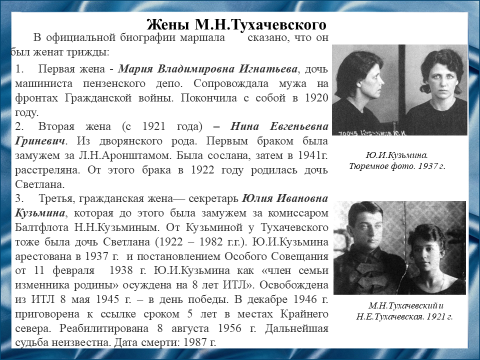 Жены М.Н.Тухачевского
В официальной биографии маршала сказано, что он
был женат трижды:
1. Первая жена - Мария Владимировна Игнатьева, дочь
машиниста пензенского депо. Сопровождала мужа на
фронтах Гражданской войны. Покончила с собой в 1920
году.
2. Вторая жена (с 1921 года) – Нина Евгеньевна
Гриневич. Из дворянского рода. Первым браком была
замужем за Л.Н.Аронштамом. Была сослана, затем в 1941г.
расстреляна. От этого брака в 1922 году родилась дочь
Светлана.
3. Третья, гражданская жена— секретарь Юлия Ивановна
Кузьмина, которая до этого была замужем за комиссаром
Балтфлота Н.Н.Кузьминым. От Кузьминой у Тухачевского
тоже была дочь Светлана (1922 – 1982 г.г.). Ю.И.Кузьмина
арестована в 1937 г. и постановлением Особого Совещания
от 11 февраля 1938 г. Ю.И.Кузьмина как «член семьи
изменника родины» осуждена на 8 лет ИТЛ». Освобождена
из ИТЛ 8 мая 1945 г. – в день победы. В декабре 1946 г.
приговорена к ссылке сроком 5 лет в местах Крайнего
севера. Реабилитирована 8 августа 1956 г. Дальнейшая
судьба неизвестна. Дата смерти: 1987 г.
Ю.И.Кузьмина.
Тюремное фото. 1937 г.
М.Н.Тухачевский и
Н.Е.Тухачевская. 1921 г.